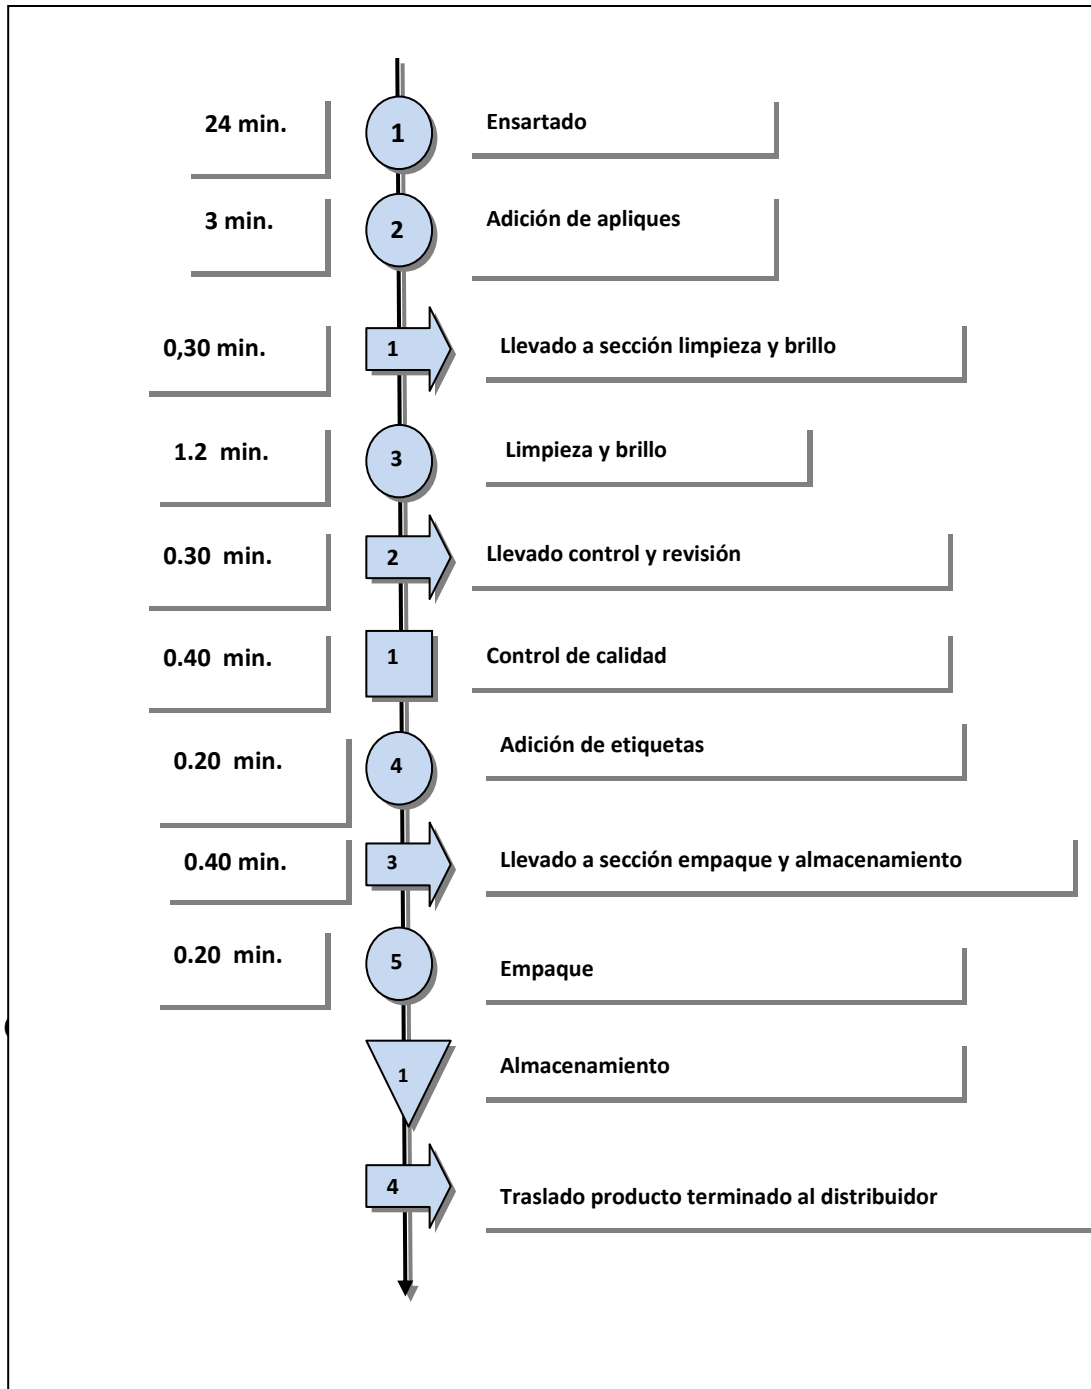 24 min.
1
Ensartado
3 min.
2
Adición de apliques
0,30 min.
1
Llevado a sección limpieza y brillo
1.2 min.
3
Limpieza y brillo
0.30 min.
2
Llevado control y revisión
0.40 min.
1
Control de calidad
0.20 min.
4
Adición de etiquetas
0.40 min.
3
Llevado a sección empaque y almacenamiento
0.20 min.
5
Empaque
1
Almacenamiento
4
Traslado producto terminado al distribuidor